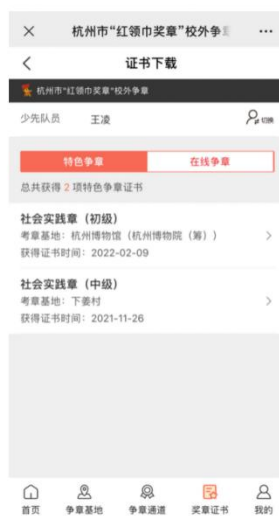 杭州市“红领巾奖章”校外争
证书下载
杭州市“红领巾奖章”校外争章
少先队员 王凌 切换
特色争章 在线争章
总共获得 2 项特色争章证书
社会实践章（初级）
考章基地：杭州博物馆（杭州博物院（筹））
获得证书时间：2022-02-09
社会实践章（中级）
考章基地：下姜村
获得证书时间：2021-11-26
首页 争章基地 争章通道 奖章证书 我的